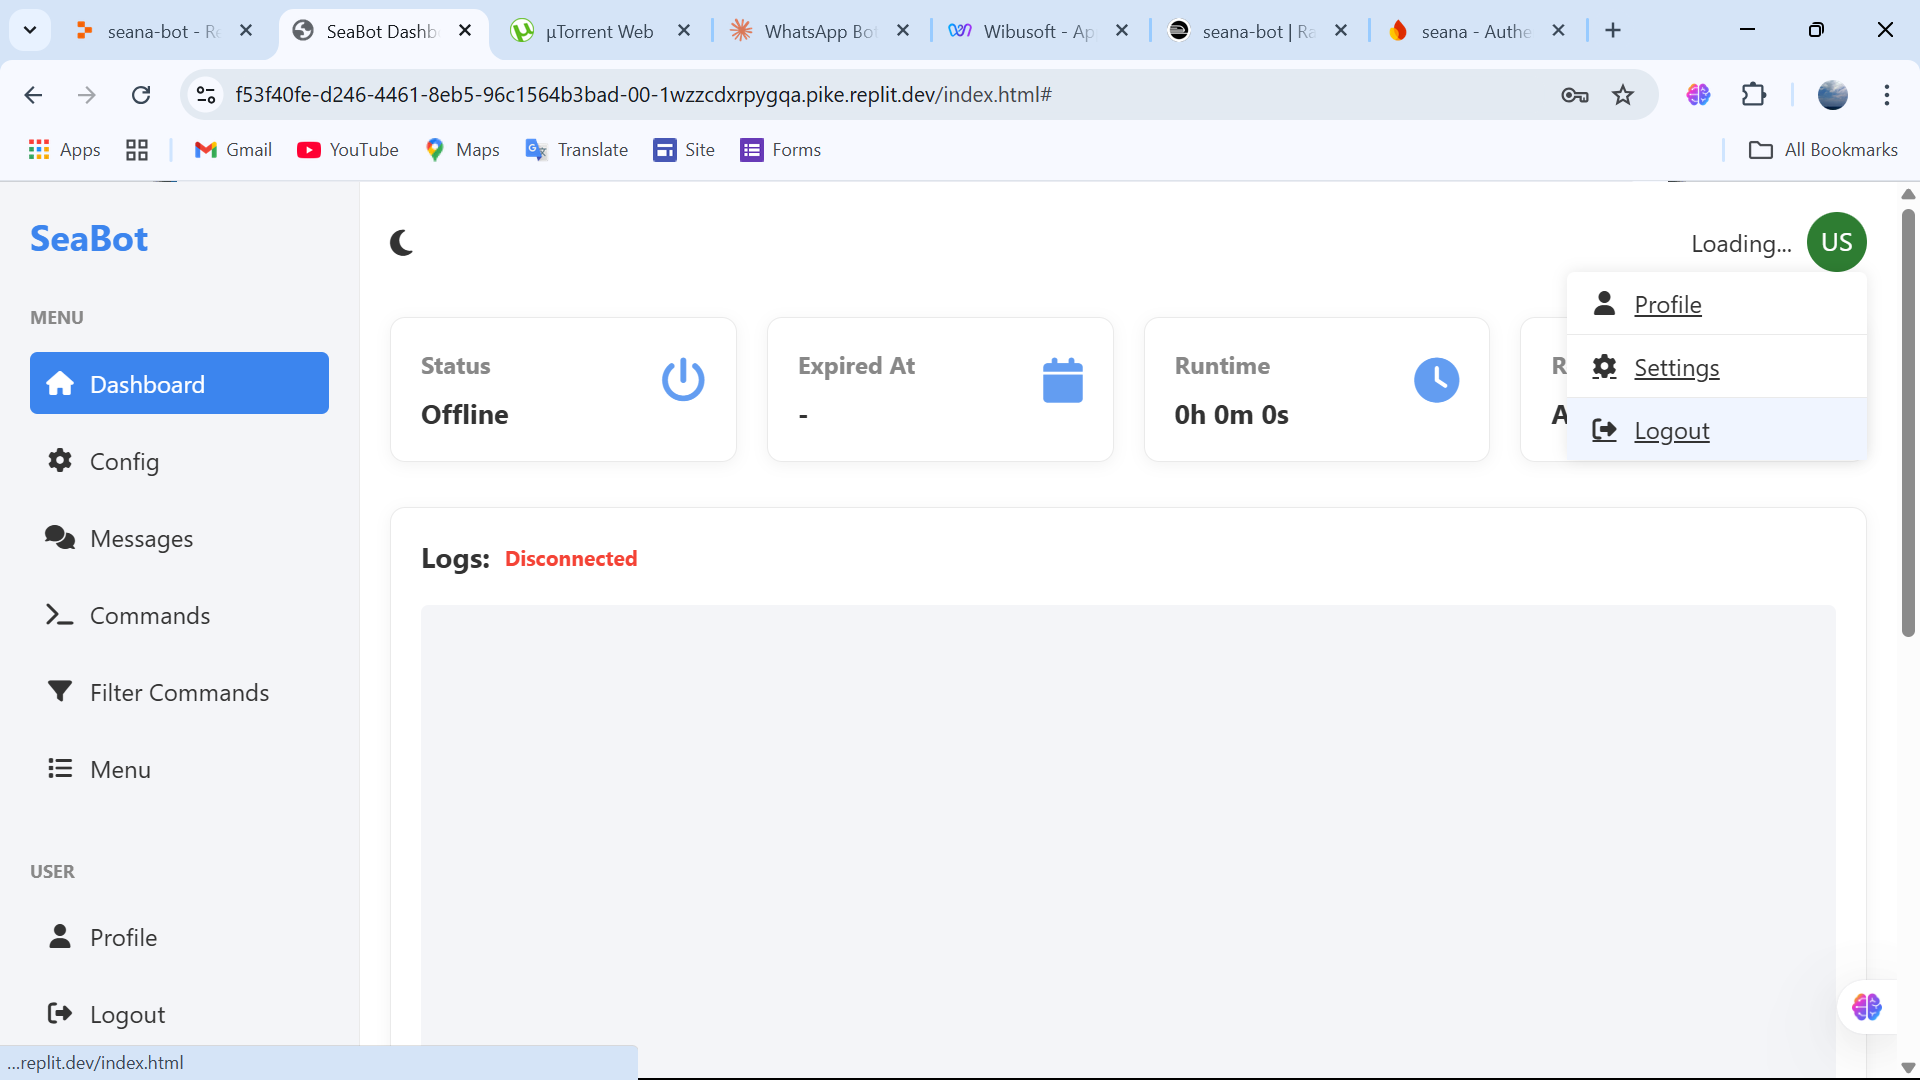 seana-bot - Re
SeaBot Dashb
µTorrent Web
WhatsApp Bot
Wibusoft - Ap
seana-bot | Ra
seana - Authe
f53f40fe-d246-4461-8eb5-96c1564b3bad-00-1wzzcdxrpygqa.pike.replit.dev/index.html#
Apps
Gmail
YouTube
Maps
Translate
Site
Forms
All Bookmarks
SeaBot
MENU
Dashboard
Config
Messages
Commands
Filter Commands
Menu
USER
Profile
Logout
Loading...
US
Profile
Settings
Logout
Status
Offline
Expired At
-
Runtime
0h 0m 0s
R
A
Logs: Disconnected
...replit.dev/index.html